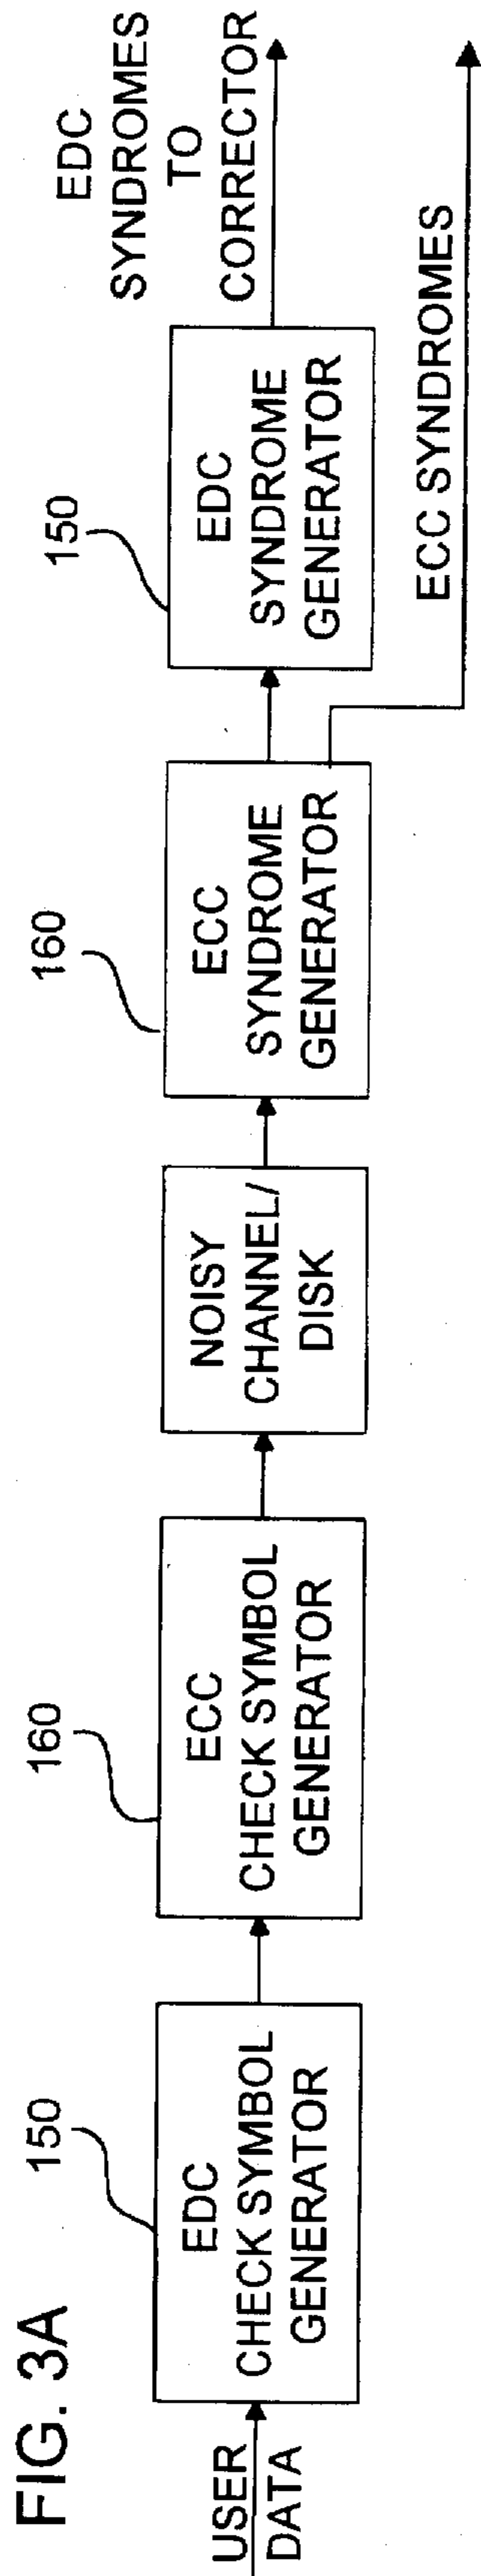 FIG. 3A
USER
DATA
150
EDC
CHECK SYMBOL
GENERATOR
160
ECC
CHECK SYMBOL
GENERATOR
NOISY
CHANNEL/
DISK
160
ECC
SYNDROME
GENERATOR
150
EDC
SYNDROME
GENERATOR
EDC
SYNDROMES
TO
CORRECTOR
ECC SYNDROMES